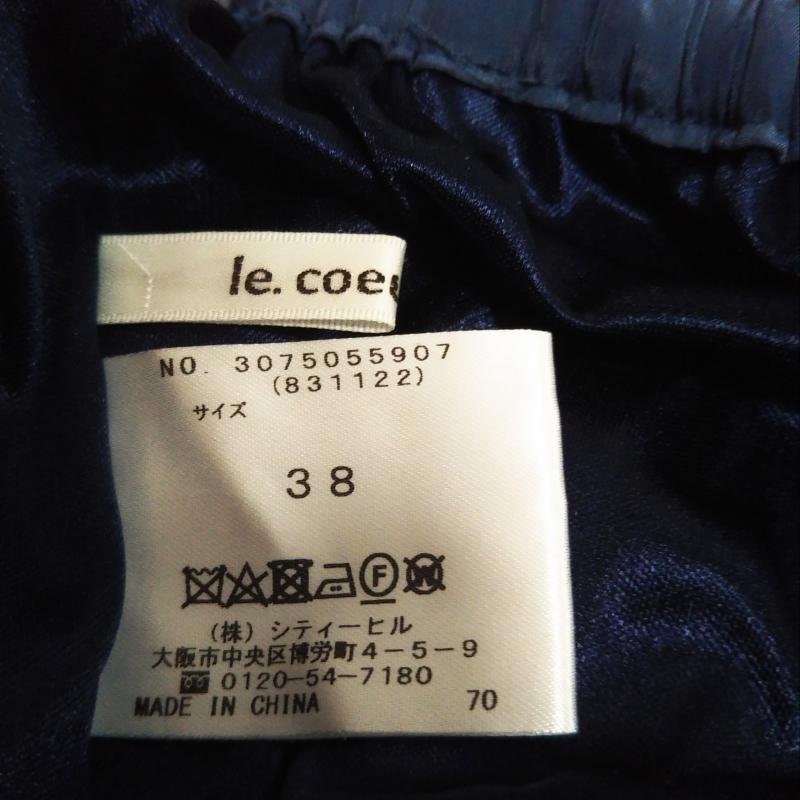 le. coe
NO. 3075055907
(831122)
サイズ
38
F W
(株) シティーヒル
大阪市中央区博労町4-5-9
0120-54-7180
MADE IN CHINA 70